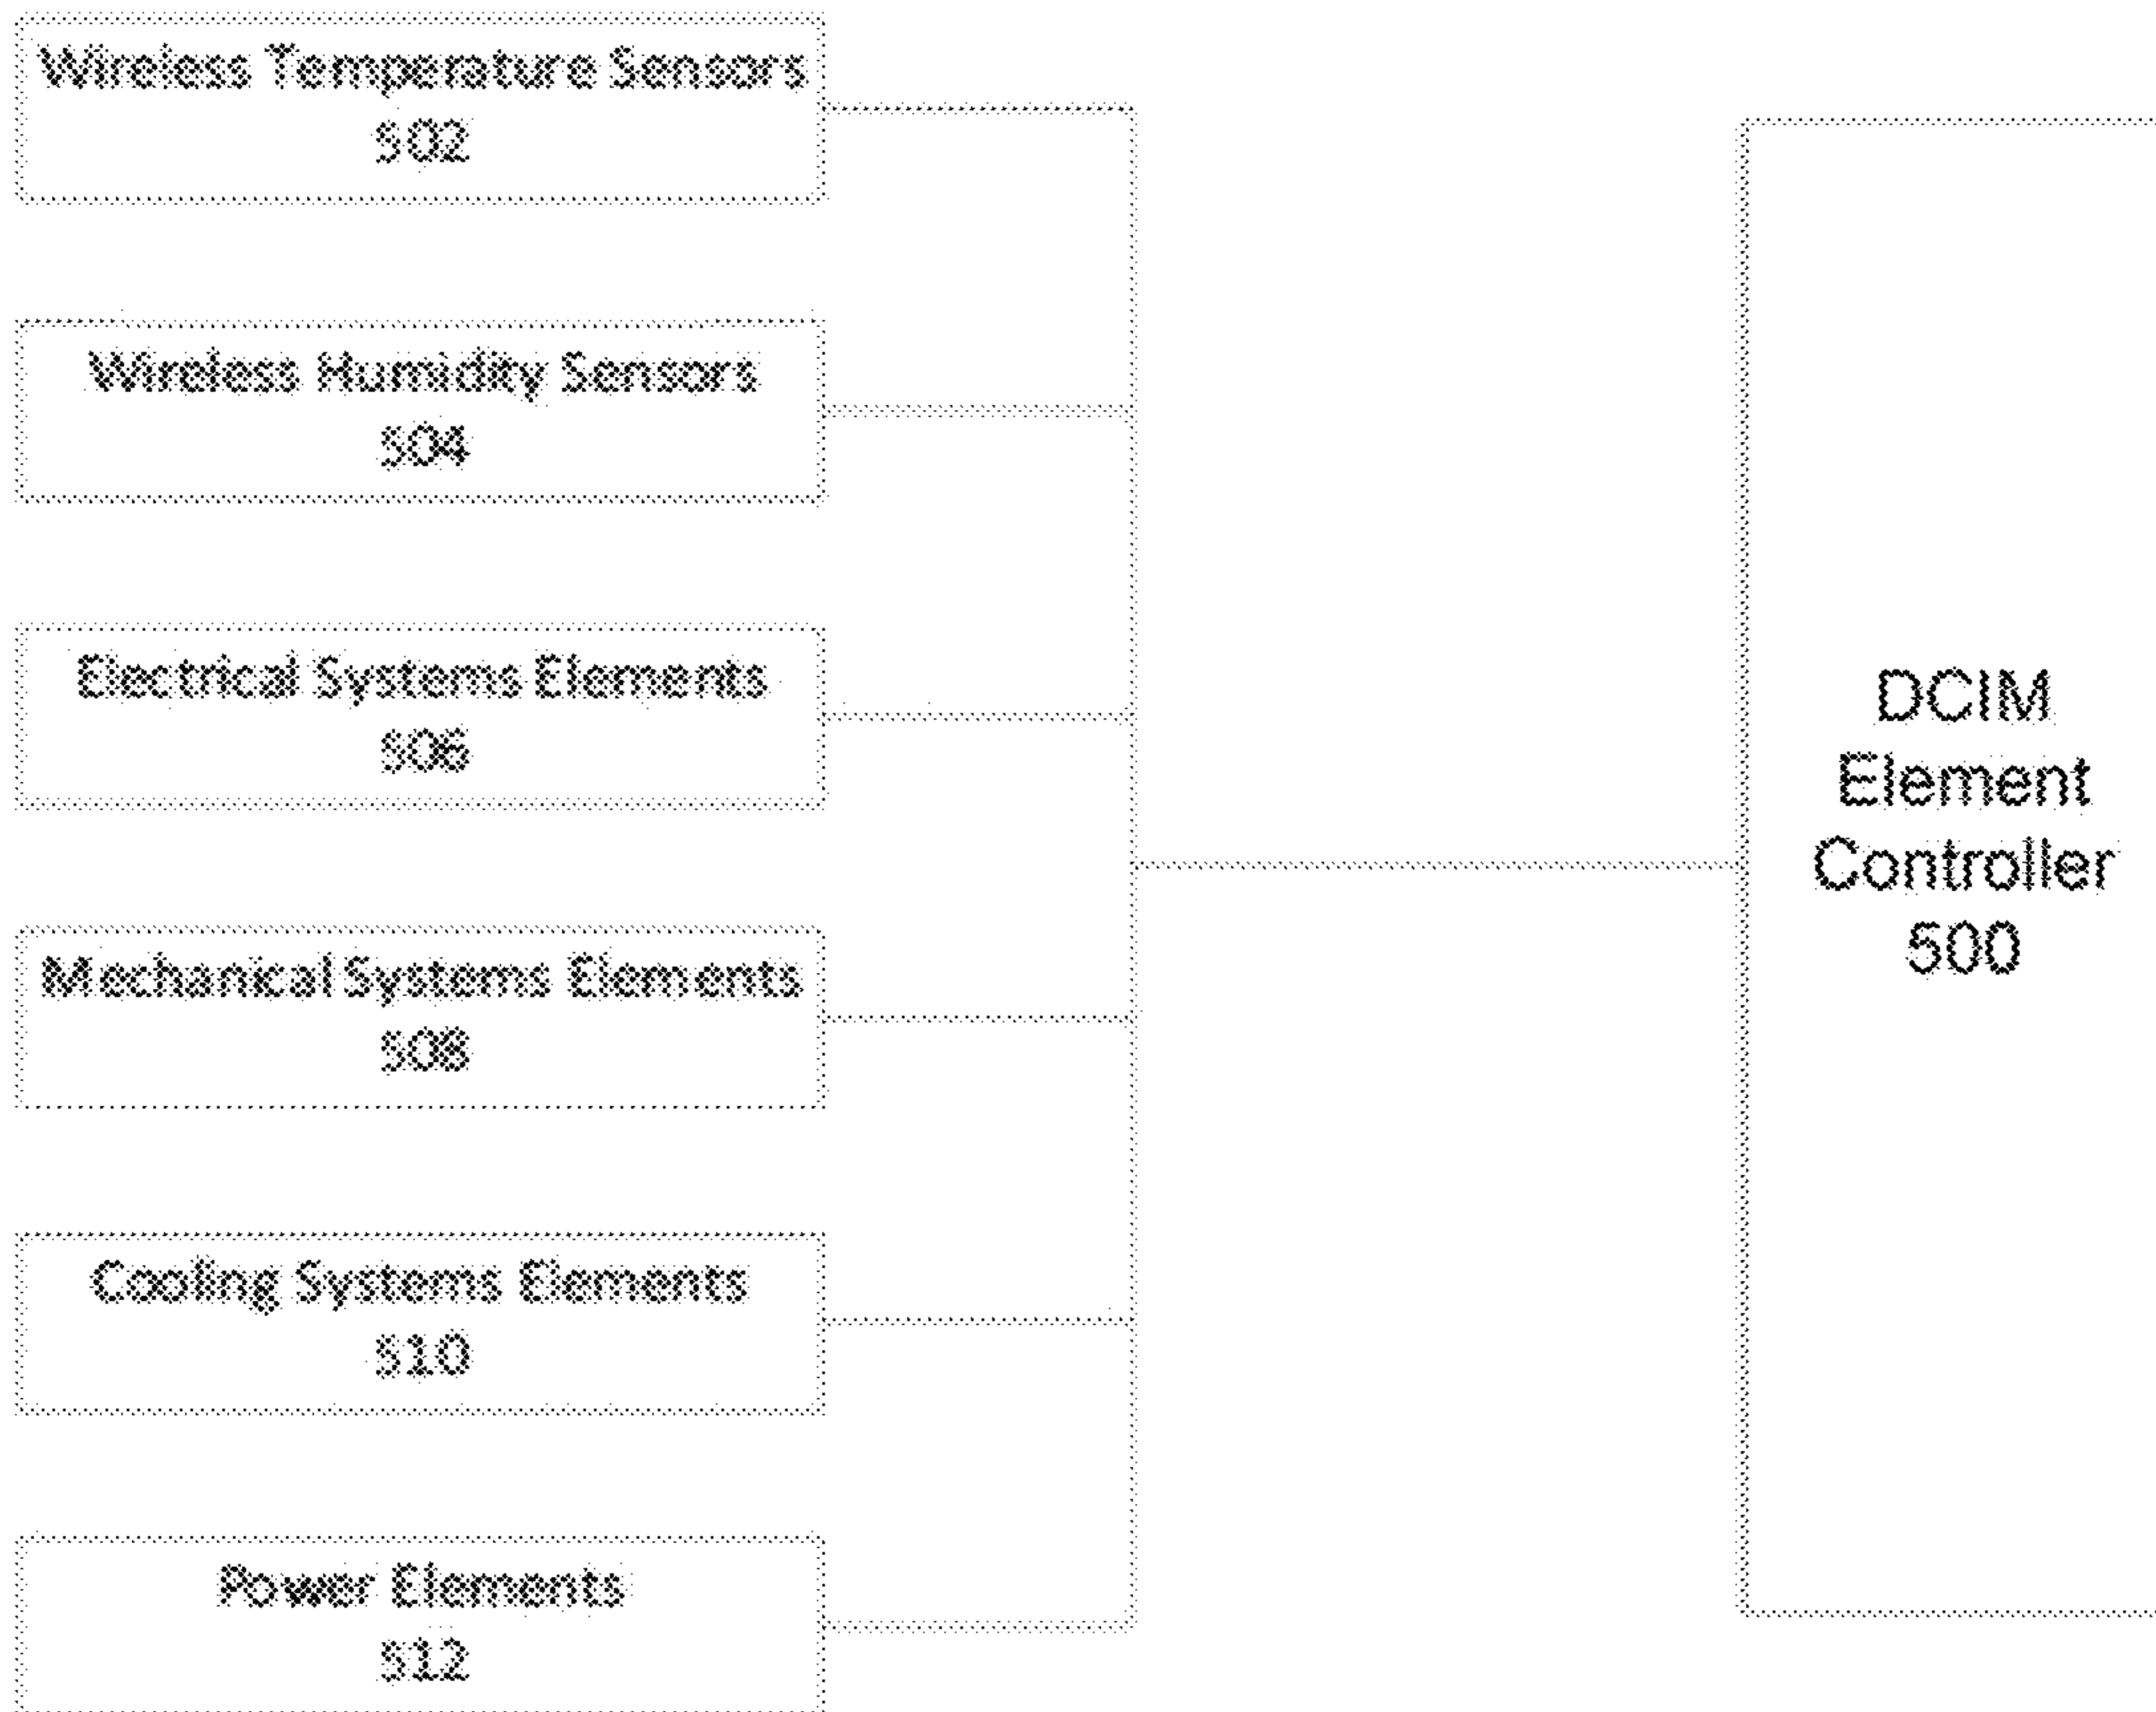 Wireless Temperature Sensors
502
Wireless Humidity Sensors
504
Electrical Systems Elements
506
Mechanical Systems Elements
508
Cooling Systems Elements
510
Power Elements
512
DCIM
Element
Controller
500